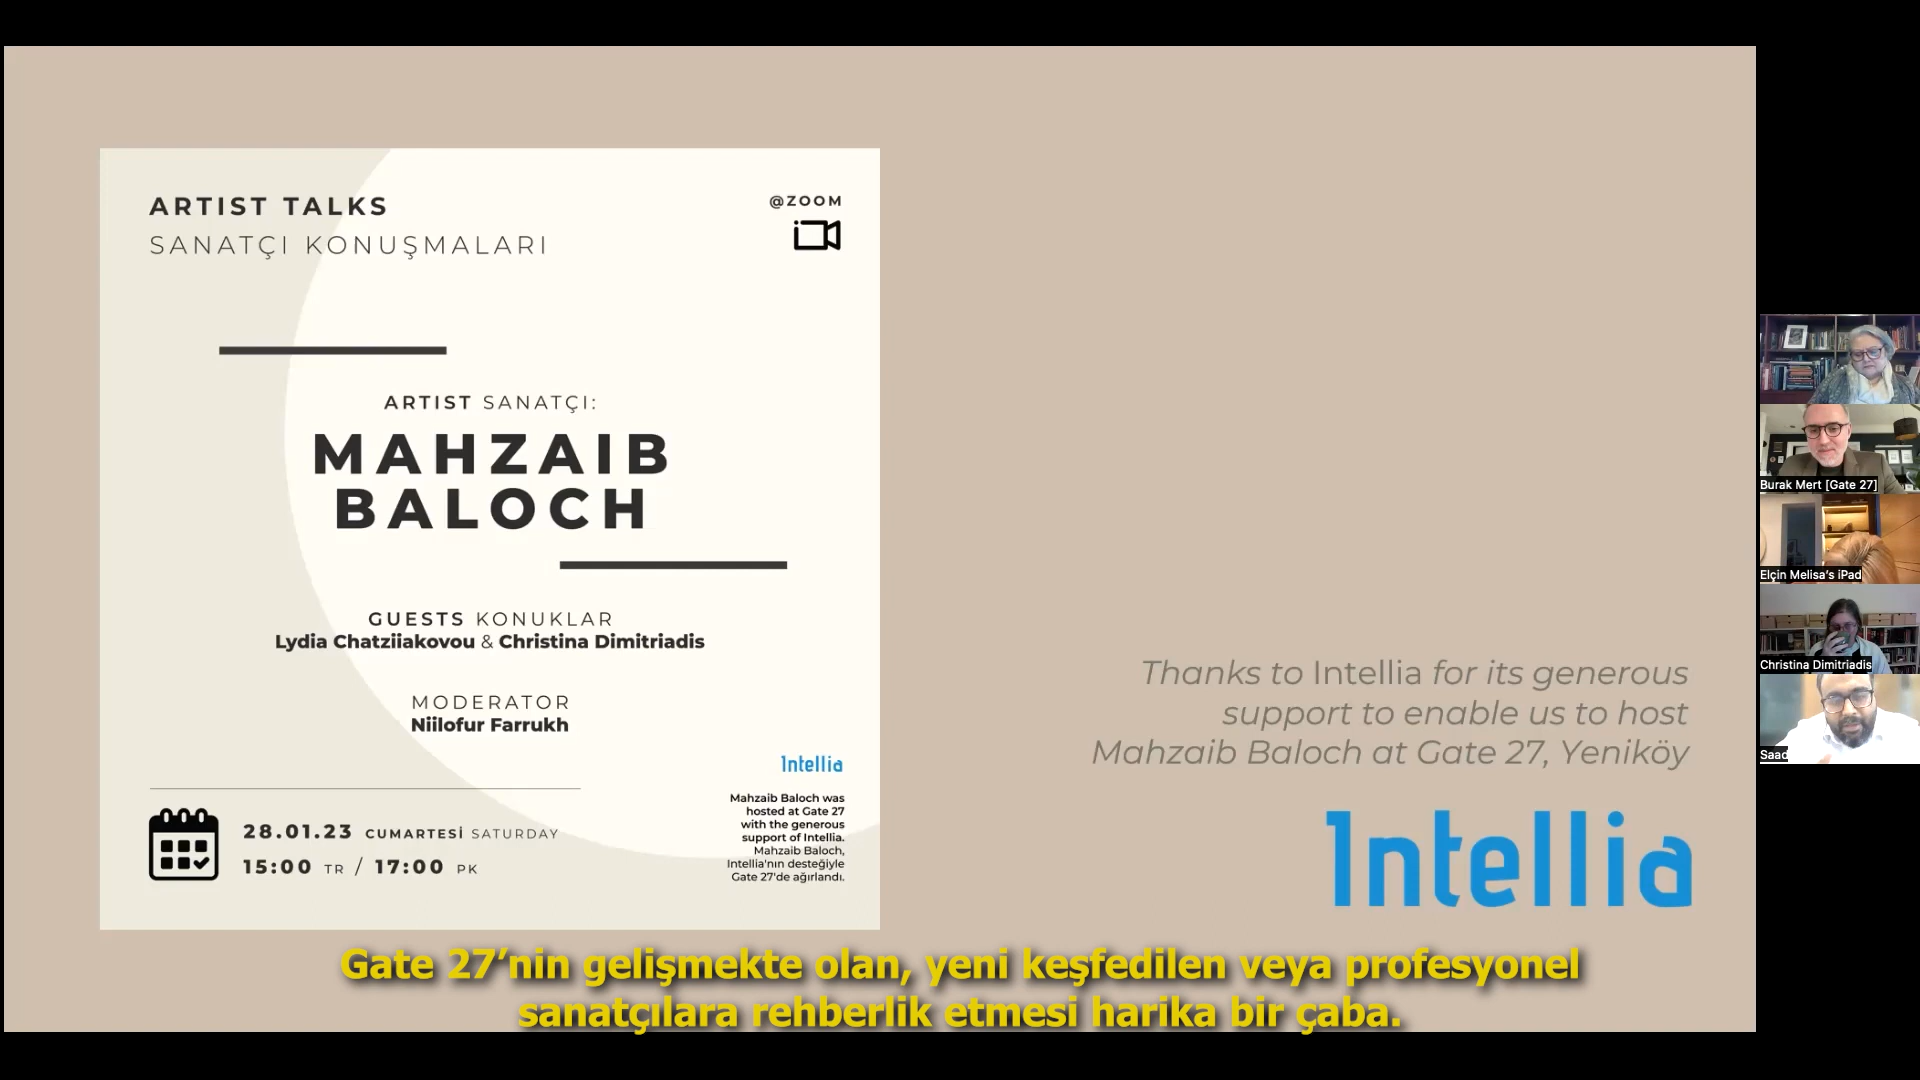 ARTIST TALKS
SANATÇI KONUŞMALARI
@ZOOM
ARTIST SANATÇI:
MAHZAIB
BALOCH
GUESTS KONUKLAR
Lydia Chatziiakovou & Christina Dimitriadis
MODERATOR
Niilofur Farrukh
28.01.23 CUMARTESİ SATURDAY
15:00 TR / 17:00 PK
Intellia
Mahzaib Baloch was
hosted at Gate 27
with the generous
support of Intellia.
Mahzaib Baloch,
Intellia'nın desteğiyle
Gate 27'de ağırlandı.
Thanks to Intellia for its generous
support to enable us to host
Mahzaib Baloch at Gate 27, Yeniköy
Intellia
Burak Mert [Gate 27]
Elçin Melisa's iPad
Christina Dimitriadis
Saad
Gate 27’nin gelişmekte olan, yeni keşfedilen veya profesyonel
sanatçılara rehberlik etmesi harika bir çaba.